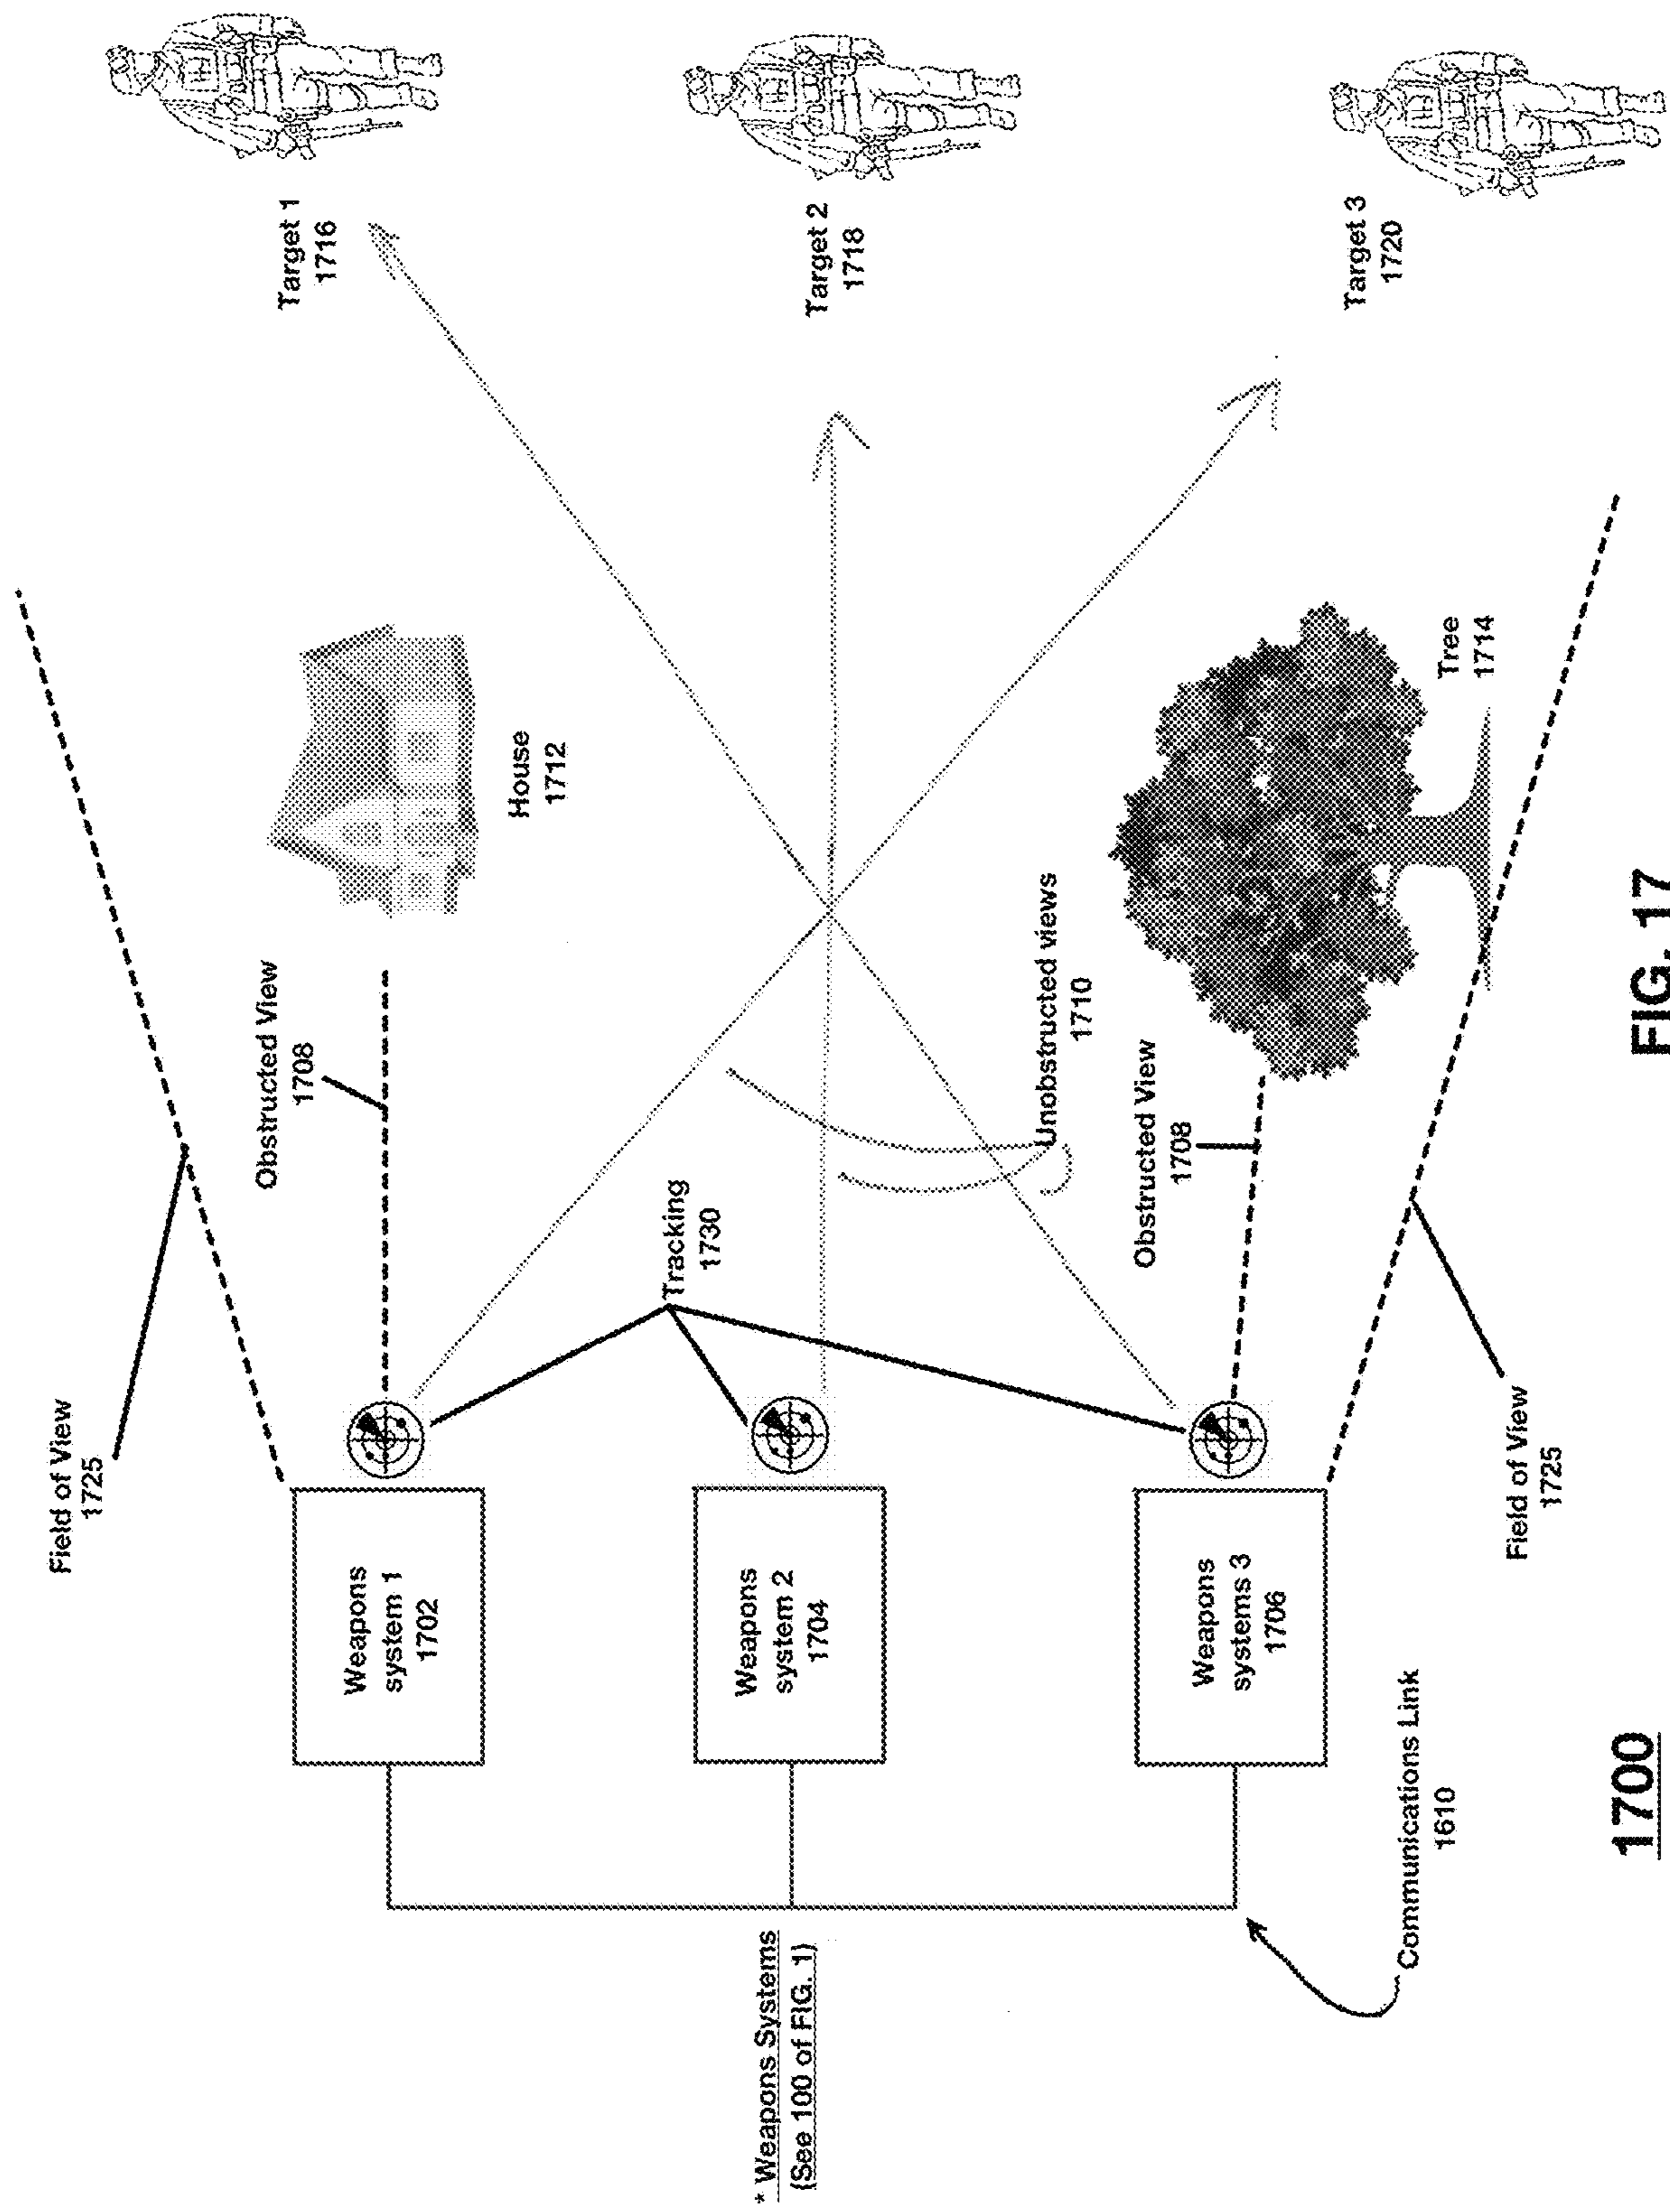 Field of View
1725
Obstructed View
1708
House
1712
Target 1
1716
Weapons
system 1
1702
Tracking
1730
* Weapons Systems
(See 100 of FIG. 1)
Weapons
system 2
1704
Target 2
1718
Unobstructed views
1710
Obstructed View
1708
Weapons
systems 3
1706
Target 3
1720
Tree
1714
Communications Link
1610
Field of View
1725
1700
FIG. 17